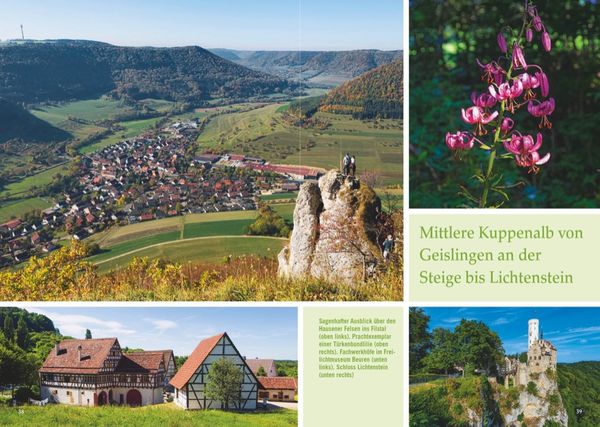 Mittlere Kuppenalb von
Geislingen an der
Steige bis Lichtenstein
Sagenhafter Ausblick über den
Hausener Felsen ins Filstal
(oben links). Prachtexemplar
einer Türkenbundlilie (oben
rechts). Fachwerkhöfe im Frei-
lichtmuseum Beuren (unten
links). Schloss Lichtenstein
(unten rechts)
38
39